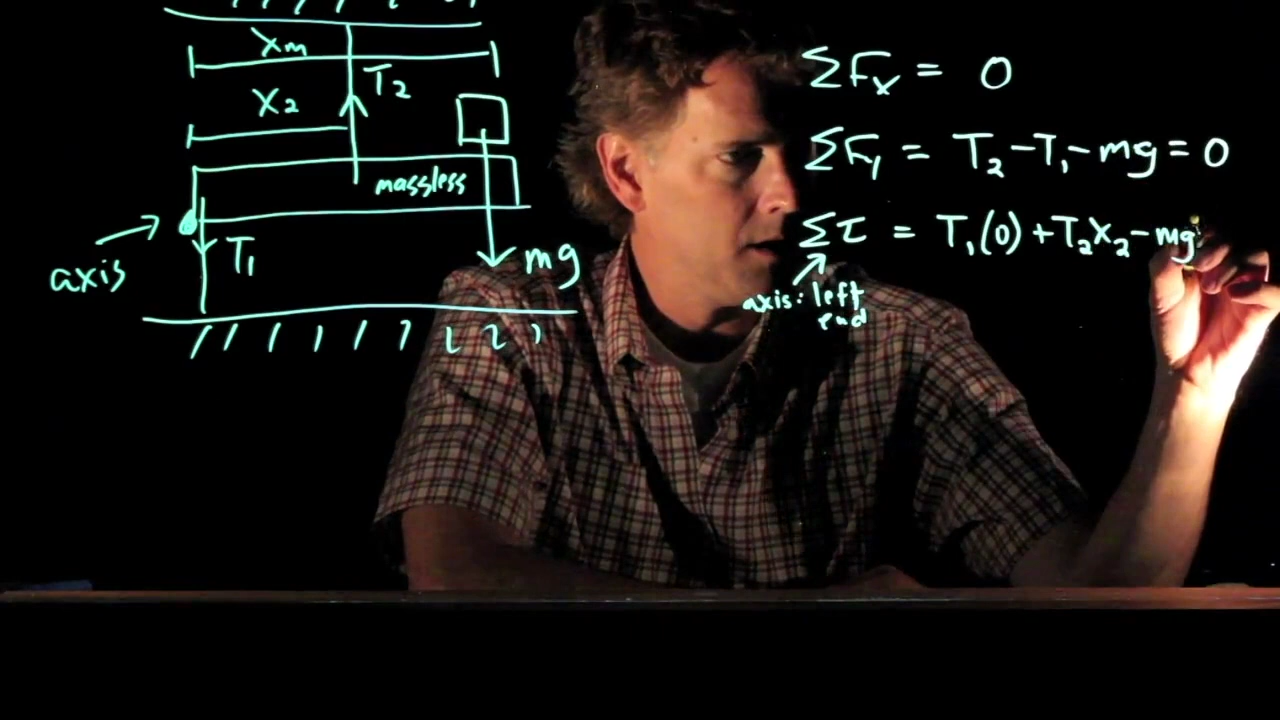 xm
T2
x2
massless
axis
T1
mg
ΣFx = 0
ΣFy = T2 - T1 - mg = 0
Στ = T1(0) + T2x2 - mg
axis: left
end